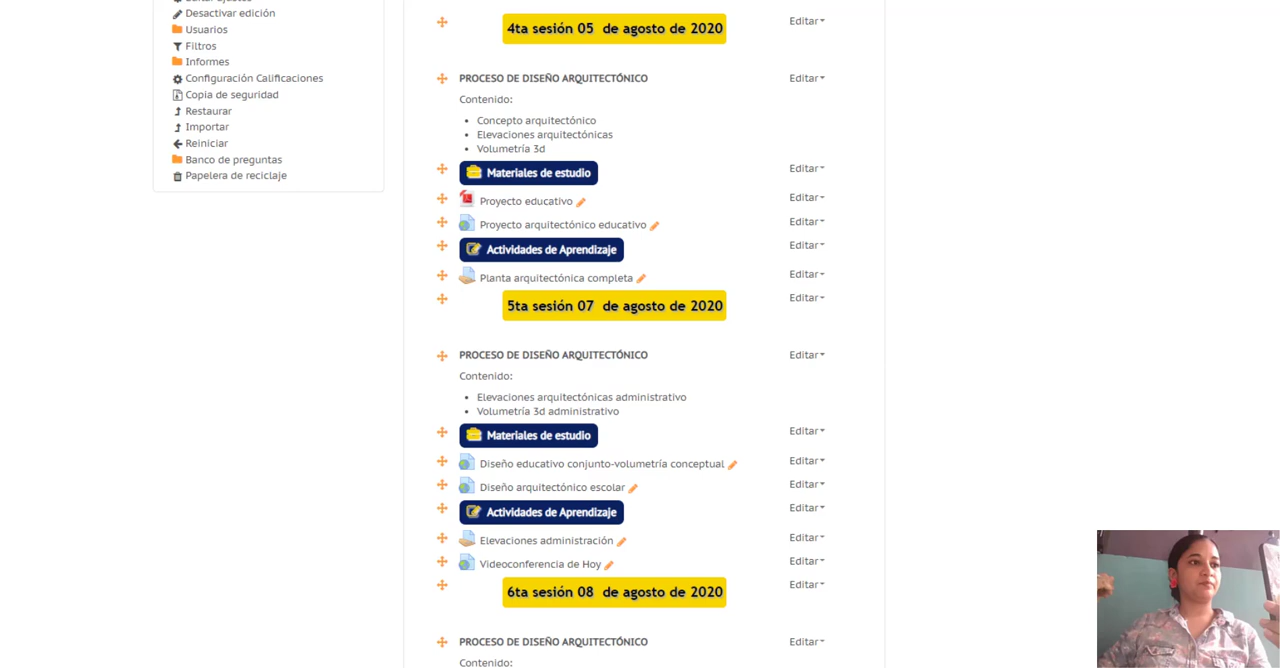 Desactivar edición
Usuarios
Filtros
Informes
Configuración Calificaciones
Copia de seguridad
Restaurar
Importar
Reiniciar
Banco de preguntas
Papelera de reciclaje
4ta sesión 05 de agosto de 2020
Editar
PROCESO DE DISEÑO ARQUITECTÓNICO
Editar
Contenido:
Concepto arquitectónico
Elevaciones arquitectónicas
Volumetría 3d
Materiales de estudio
Editar
Proyecto educativo
Editar
Proyecto arquitectónico educativo
Editar
Actividades de Aprendizaje
Editar
Planta arquitectónica completa
Editar
5ta sesión 07 de agosto de 2020
Editar
PROCESO DE DISEÑO ARQUITECTÓNICO
Editar
Contenido:
Elevaciones arquitectónicas administrativo
Volumetría 3d administrativo
Materiales de estudio
Editar
Diseño educativo conjunto-volumetría conceptual
Editar
Diseño arquitectónico escolar
Editar
Actividades de Aprendizaje
Editar
Elevaciones administración
Editar
Videoconferencia de Hoy
Editar
6ta sesión 08 de agosto de 2020
Editar
PROCESO DE DISEÑO ARQUITECTÓNICO
Editar
Contenido: